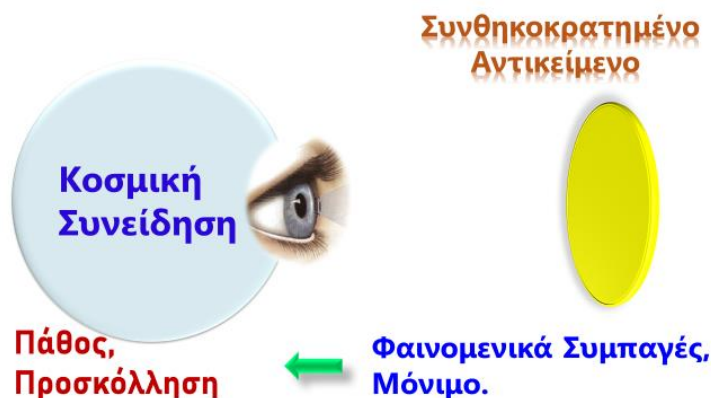 Συνθηκοκρατημένο
Αντικείμενο
Κοσμική
Συνείδηση
Πάθος,
Προσκόλληση
Φαινομενικά Συμπαγές,
Μόνιμο.